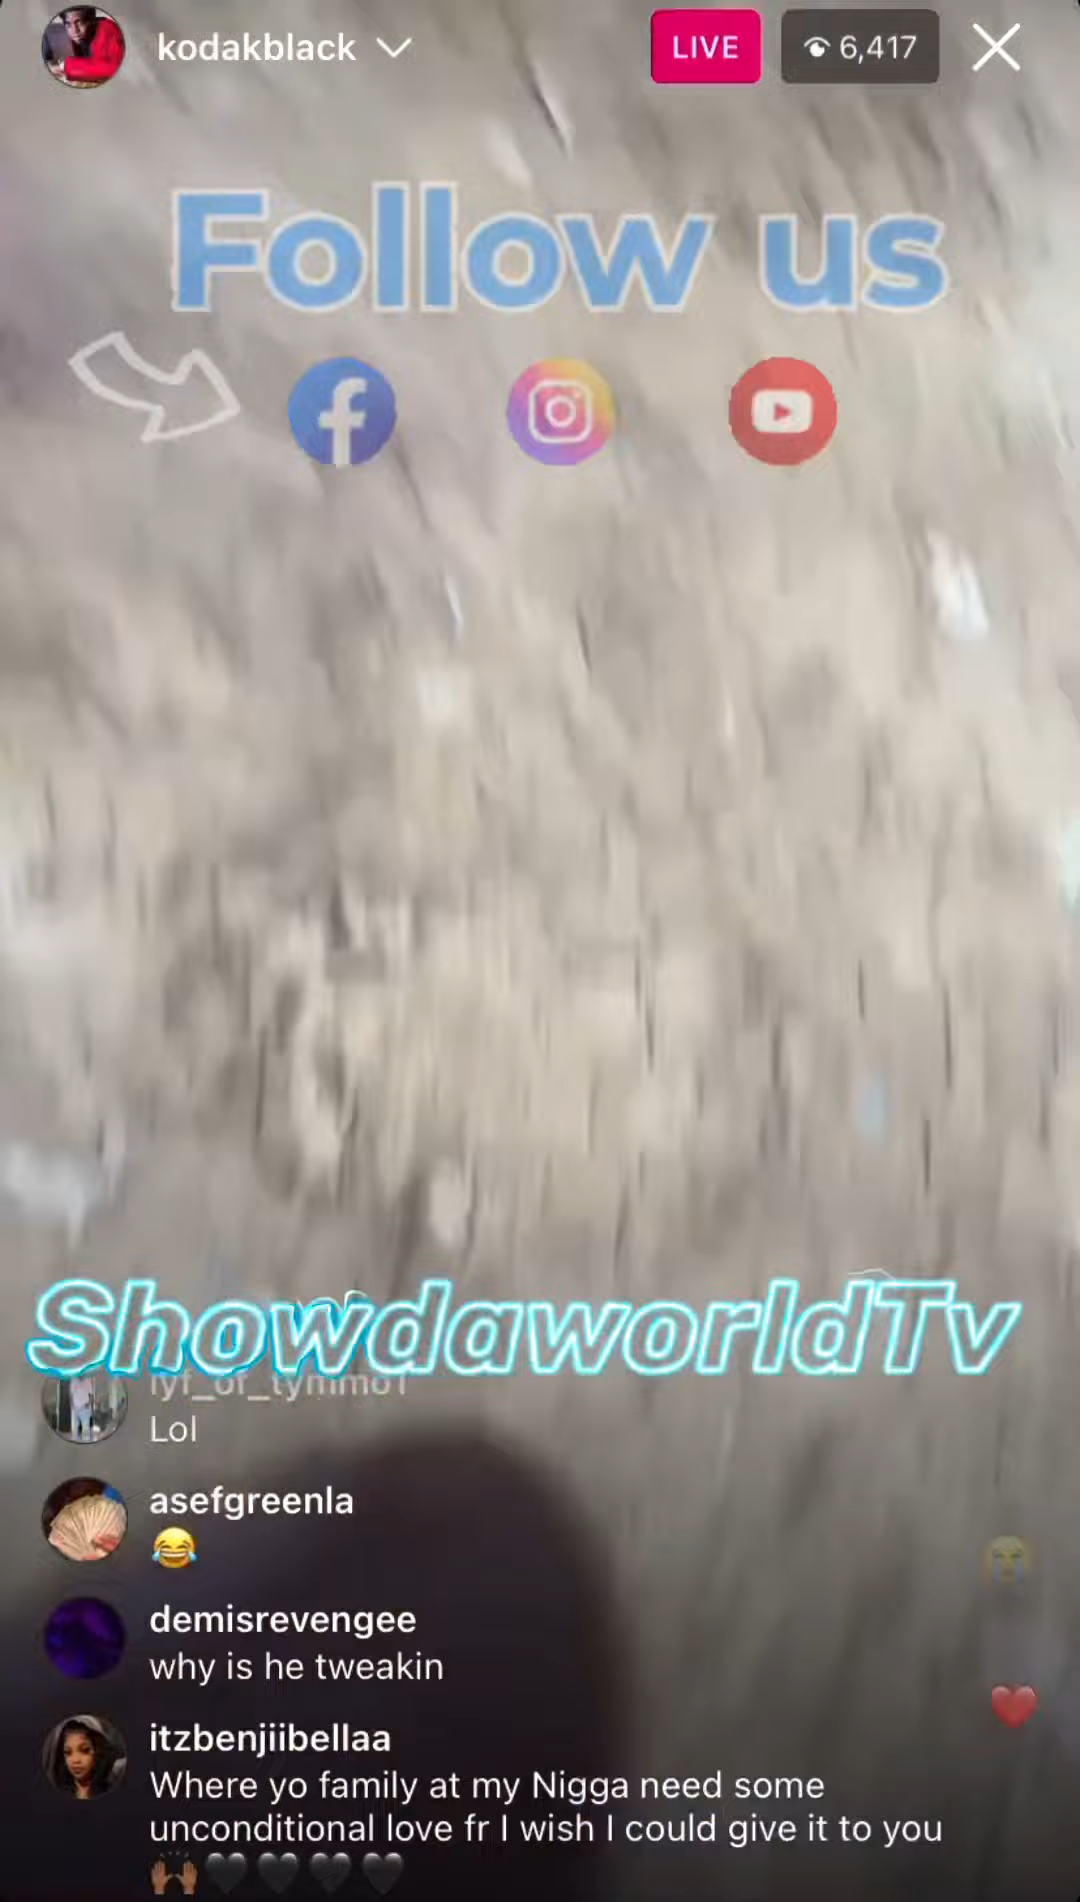 kodakblack
LIVE
6,417
Follow us
ShowdaworldTv
Lol
asefgreenla
😂
demisrevengee
why is he tweakin
itzbenjiibellaa
Where yo family at my Nigga need some
unconditional love fr I wish I could give it to you
🙌🏾🖤🖤🖤🖤